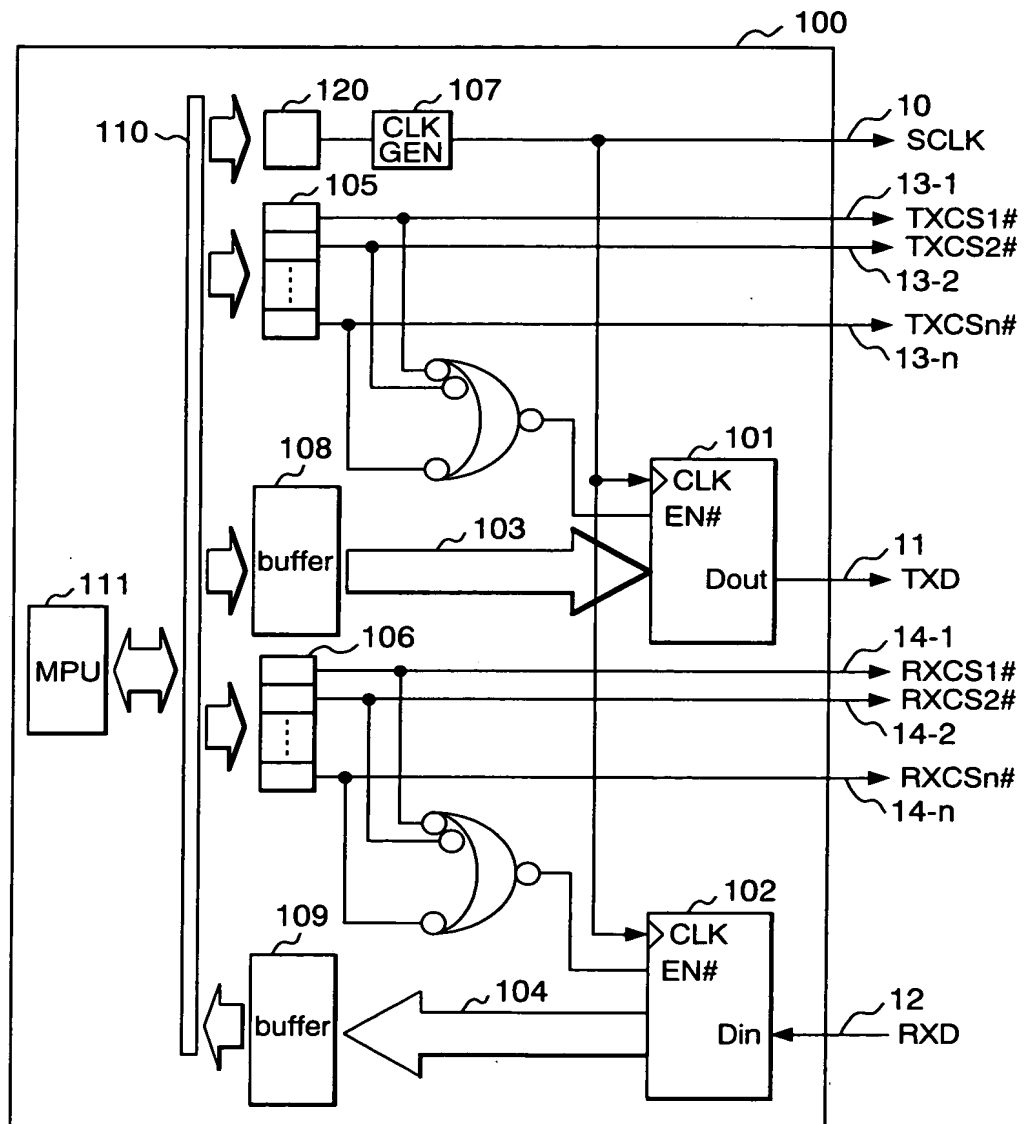 100
120
107
10
110
CLK
GEN
SCLK
105
13-1
TXCS1#
TXCS2#
13-2
TXCSn#
13-n
108
101
CLK
EN#
103
11
buffer
Dout
TXD
111
MPU
106
14-1
RXCS1#
RXCS2#
14-2
RXCSn#
14-n
102
109
CLK
EN#
104
12
buffer
Din
RXD